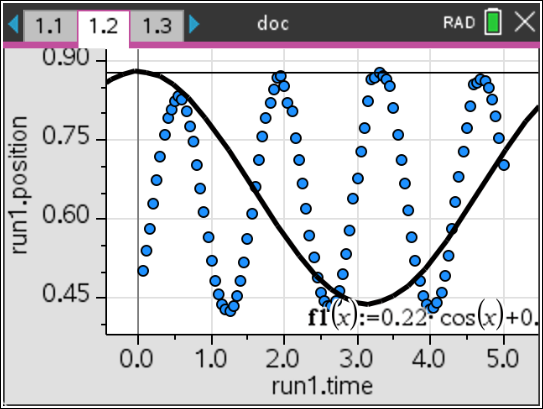 1.1 1.2 1.3 doc RAD
0.90
0.75
0.60
0.45
run1.position
f1(x):=0.22· cos(x)+0.
0.0 1.0 2.0 3.0 4.0 5.0
run1.time